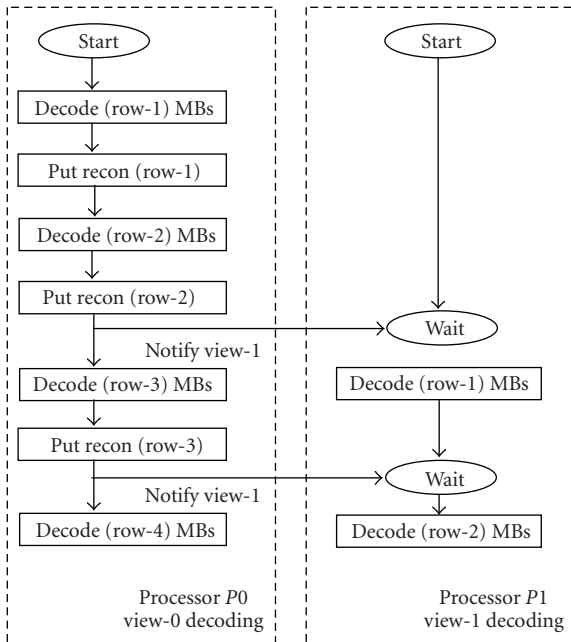 Start
Decode (row-1) MBs
Put recon (row-1)
Decode (row-2) MBs
Put recon (row-2)
Notify view-1
Decode (row-3) MBs
Put recon (row-3)
Notify view-1
Decode (row-4) MBs
Processor P0
view-0 decoding
Start
Wait
Decode (row-1) MBs
Wait
Decode (row-2) MBs
Processor P1
view-1 decoding